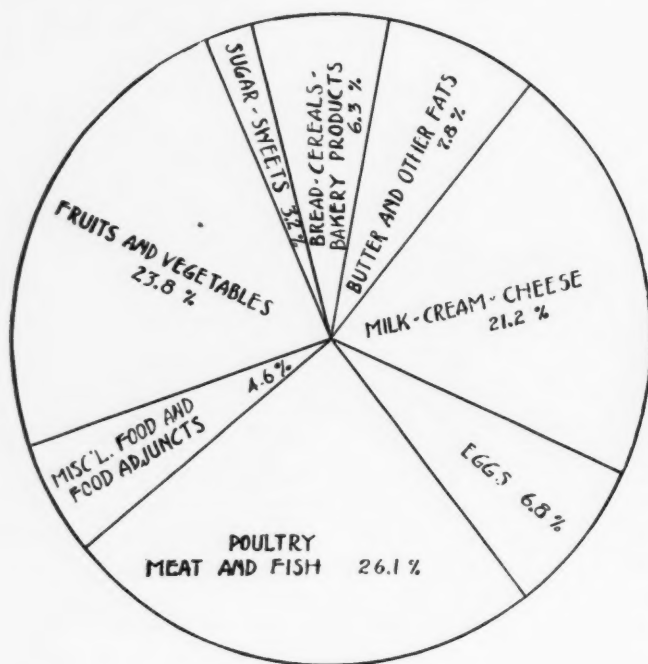 SUGAR - SWEETS 3.2%
BREAD-CEREALS-
BAKERY PRODUCTS
6.3 %
BUTTER AND OTHER FATS
7.8 %
MILK-CREAM-CHEESE
21.2 %
EGGS 6.8 %
POULTRY
MEAT AND FISH 26.1 %
MISC'L. FOOD AND
FOOD ADJUNCTS
4.6%
FRUITS AND VEGETABLES
23.8 %